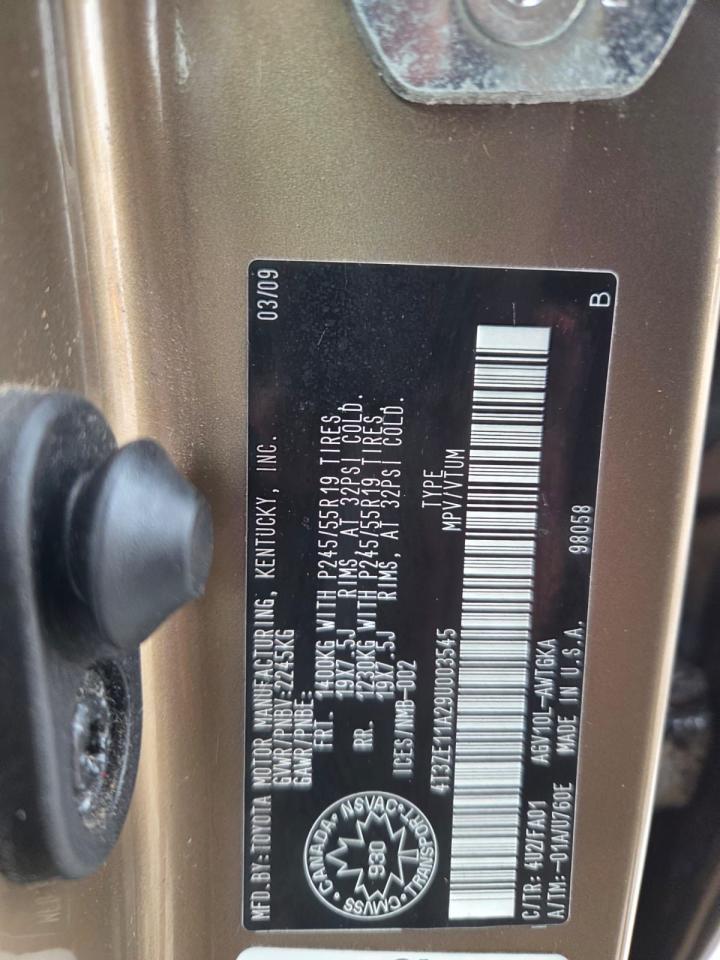 MFD.BY:TOYOTA MOTOR MANUFACTURING, KENTUCKY, INC. 03/09
GVWR/PNBV:2245KG
GAWR/PNBE:
FRT. 1400KG WITH P245/55R19 TIRES,
19X7.5J RIMS, AT 32PSI COLD.
RR. 1230KG WITH P245/55R19 TIRES,
19X7.5J RIMS, AT 32PSI COLD.
ICES/NMB-002
TYPE
MPV/VTUM
CANADA · NSVAC · TRANSPORT · CMVSS ·
930
4T3ZE11A29U003545
C/TR: 4U2/FA01 AGV10L-AWTGKA 98058 B
A/TM:-01A/U760E MADE IN U.S.A.